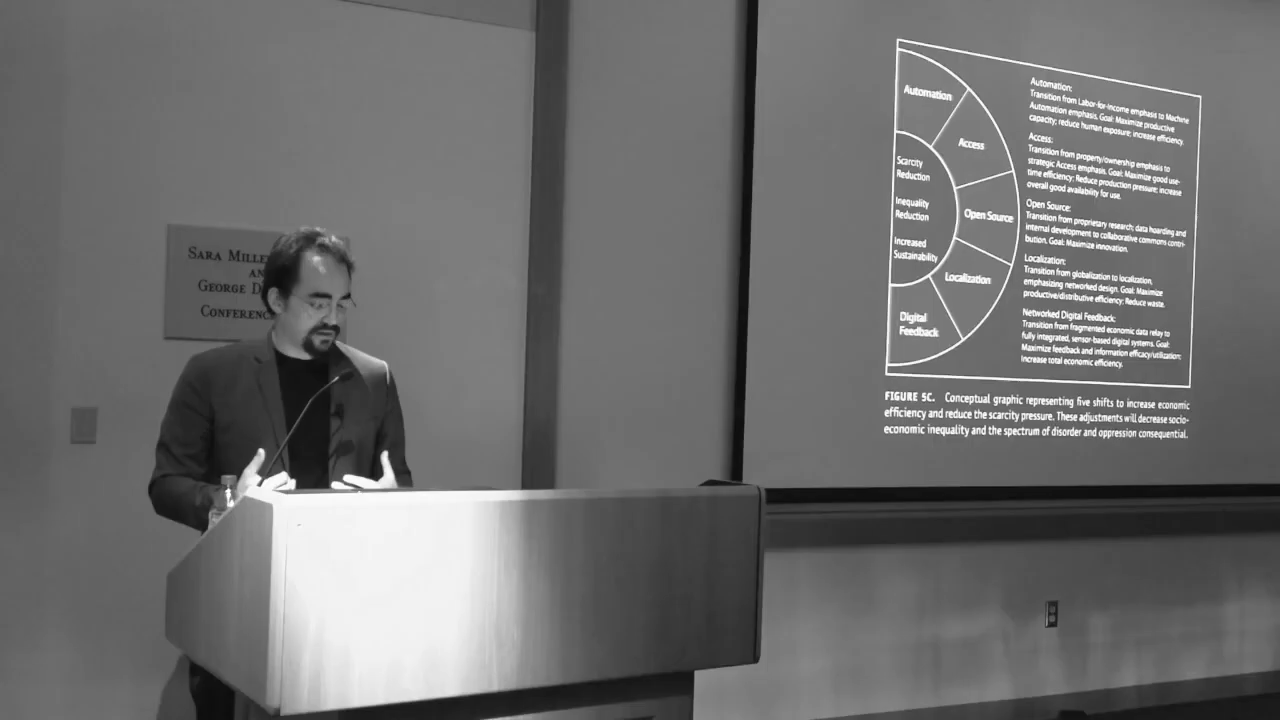 SARA MILLE
AN
GEORGE D
CONFERENC
Automation
Access
Open Source
Localization
Digital
Feedback
Scarcity
Reduction
Inequality
Reduction
Increased
Sustainability
Automation:
Transition from Labor-for-Income emphasis to Machine
Automation emphasis. Goal: Maximize productive
capacity; reduce human exposure; increase efficiency.
Access:
Transition from property/ownership emphasis to
strategic Access emphasis. Goal: Maximize good use-
time efficiency; Reduce production pressure; increase
overall good availability for use.
Open Source:
Transition from proprietary research; data hoarding and
internal development to collaborative commons contri-
bution. Goal: Maximize innovation.
Localization:
Transition from globalization to localization,
emphasizing networked design. Goal: Maximize
productive/distributive efficiency; Reduce waste.
Networked Digital Feedback:
Transition from fragmented economic data relay to
fully integrated, sensor-based digital systems. Goal:
Maximize feedback and information efficacy/utilization;
Increase total economic efficiency.
FIGURE 5C. Conceptual graphic representing five shifts to increase economic
efficiency and reduce the scarcity pressure. These adjustments will decrease socio-
economic inequality and the spectrum of disorder and oppression consequential.